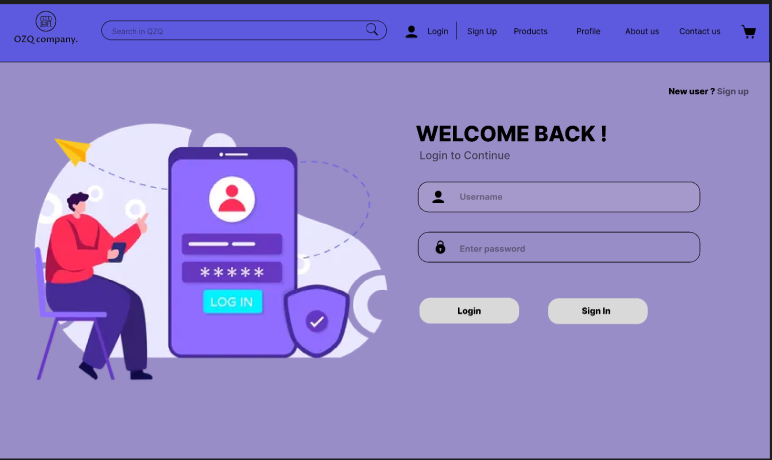 OZQ company.
Search in OZQ
Login
Sign Up
Products
Profile
About us
Contact us
New user ? Sign up
WELCOME BACK !
Login to Continue
Username
Enter password
*****
LOG IN
Login
Sign In